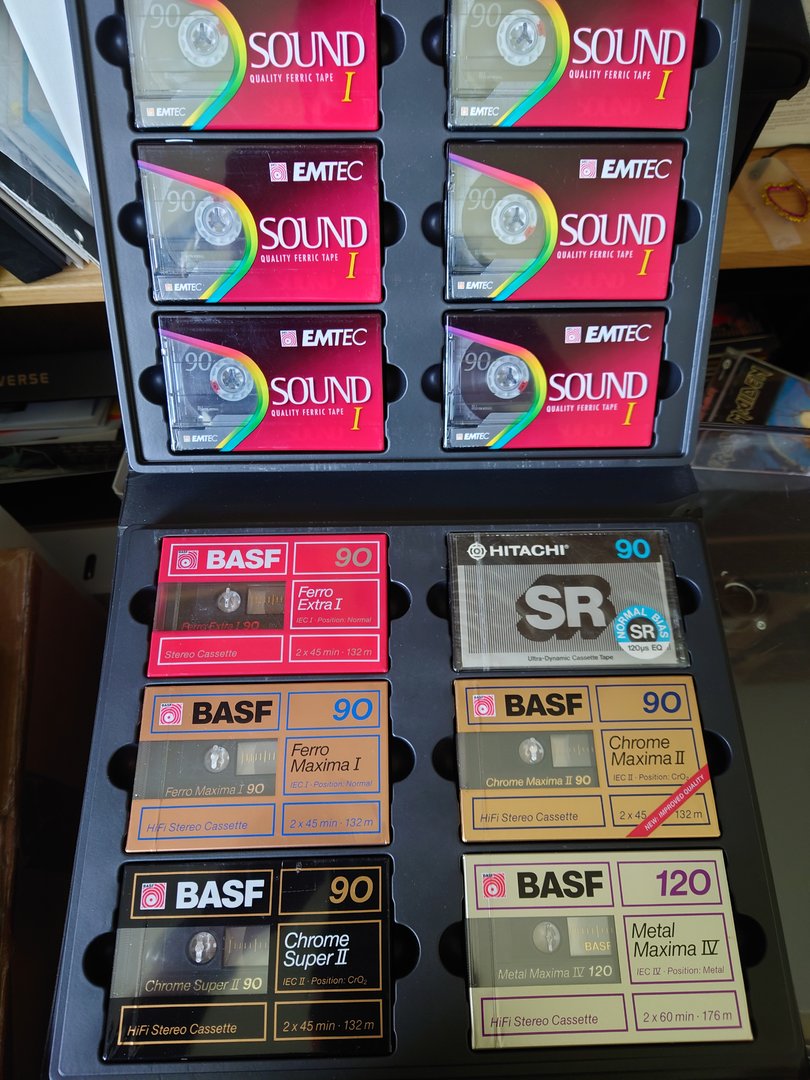 90
SOUND
QUALITY FERRIC TAPE
I
EMTEC
90
SOUND
QUALITY FERRIC TAPE
I
EMTEC
EMTEC
90
SOUND
QUALITY FERRIC TAPE
I
EMTEC
EMTEC
90
SOUND
QUALITY FERRIC TAPE
I
EMTEC
EMTEC
90
SOUND
QUALITY FERRIC TAPE
I
EMTEC
EMTEC
90
SOUND
QUALITY FERRIC TAPE
I
EMTEC
VERSE
BASF
BASF
90
Ferro
Extra I
IEC I · Position: Normal
Ferro Extra I 90
Stereo Cassette
2 x 45 min · 132 m
HITACHI
90
SR
NORMAL BIAS
SR
120µs EQ
Ultra-Dynamic Cassette Tape
BASF
BASF
90
Ferro
Maxima I
IEC I · Position: Normal
Ferro Maxima I 90
HiFi Stereo Cassette
2 x 45 min · 132 m
BASF
BASF
90
Chrome
Maxima II
IEC II · Position: CrO₂
Chrome Maxima II 90
HiFi Stereo Cassette
2 x 45 132 m
NEW: IMPROVED QUALITY
BASF
BASF
90
Chrome
Super II
IEC II · Position: CrO₂
Chrome Super II 90
HiFi Stereo Cassette
2 x 45 min · 132 m
BASF
BASF
120
Metal
Maxima IV
IEC IV · Position: Metal
BASF
Metal Maxima IV 120
HiFi Stereo Cassette
2 x 60 min · 176 m